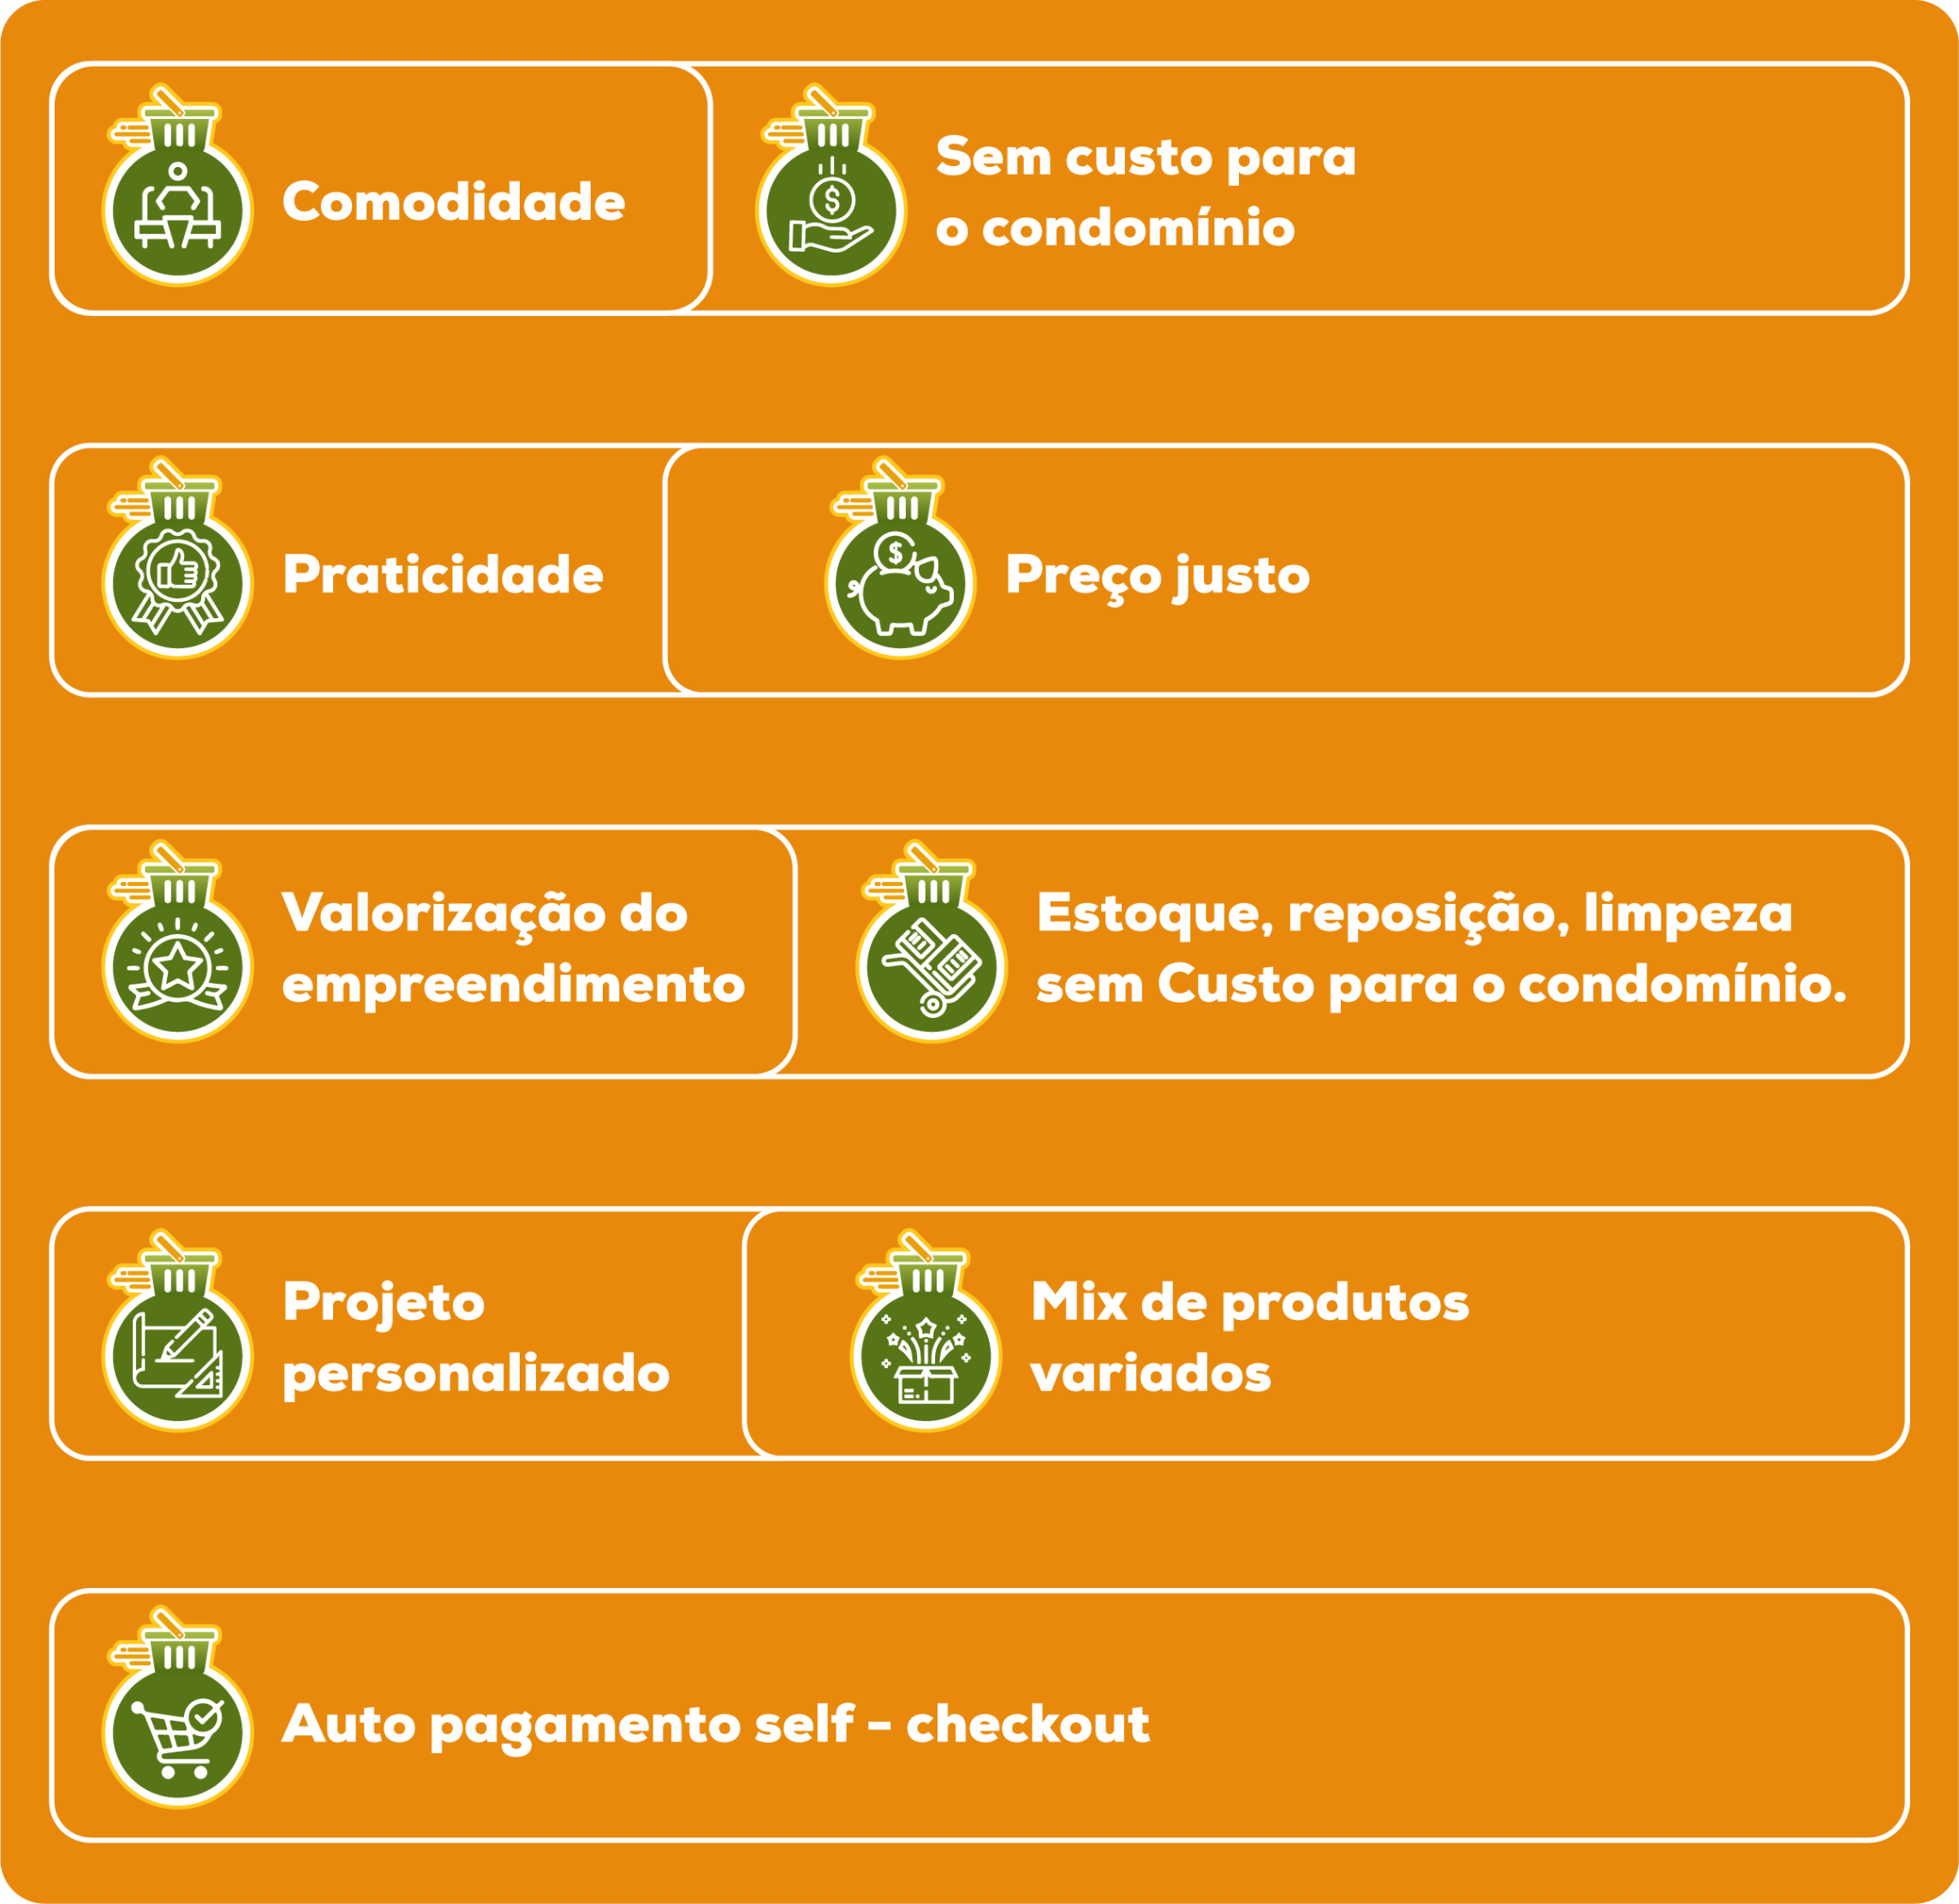 Comodidade
Sem custo para
o condomínio
Praticidade
Preço justo
Valorização do
empreendimento
Estoque, reposição, limpeza
sem Custo para o condomínio.
Projeto
personalizado
Mix de produtos
variados
Auto pagamento self - checkout